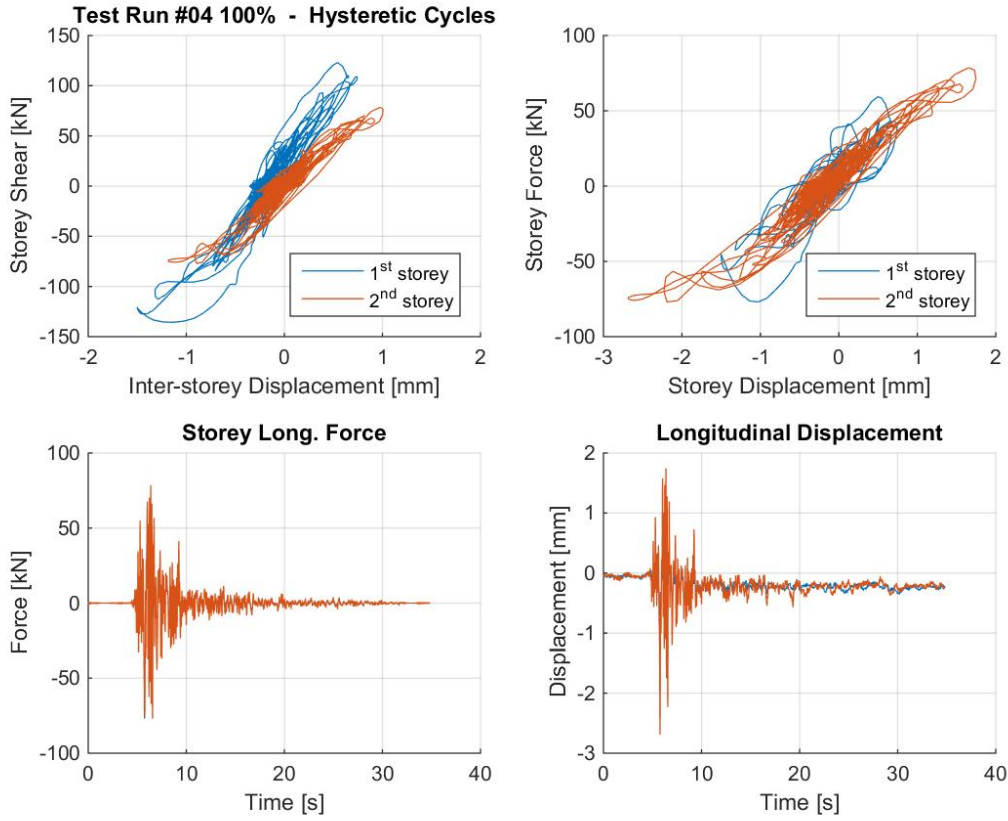 Test Run #04 100% - Hysteretic Cycles
150
100
50
0
-50
-100
-150
Storey Shear [kN]
1st storey
2nd storey
-2 -1 0 1 2
Inter-storey Displacement [mm]
100
50
0
-50
-100
Storey Force [kN]
1st storey
2nd storey
-3 -2 -1 0 1 2
Storey Displacement [mm]
Storey Long. Force
100
50
0
-50
-100
Force [kN]
0 10 20 30 40
Time [s]
Longitudinal Displacement
2
1
0
-1
-2
-3
Displacement [mm]
0 10 20 30 40
Time [s]